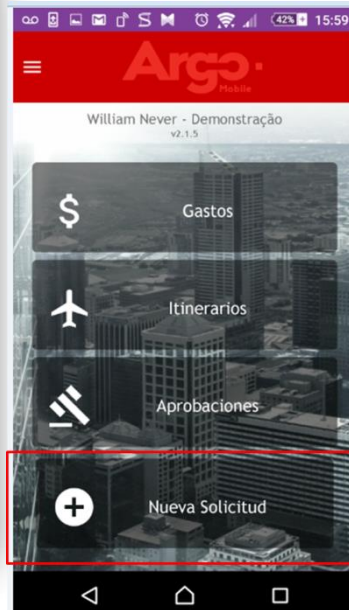 42% 15:59
Argo
Mobile
William Never - Demonstração
v2.1.5
$ Gastos
Itinerarios
Aprobaciones
Nueva Solicitud